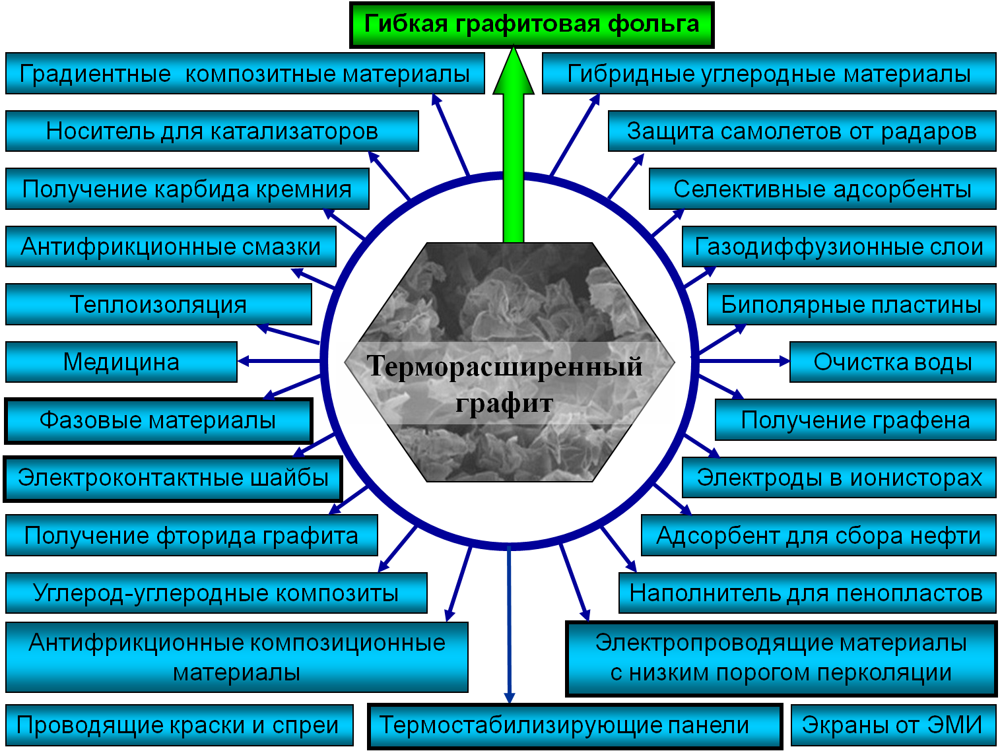 Гибкая графитовая фольга
Градиентные композитные материалы
Гибридные углеродные материалы
Носитель для катализаторов
Защита самолетов от радаров
Получение карбида кремния
Селективные адсорбенты
Антифрикционные смазки
Газодиффузионные слои
Теплоизоляция
Биполярные пластины
Медицина
Терморасширенный
графит
Очистка воды
Фазовые материалы
Получение графена
Электроконтактные шайбы
Электроды в ионисторах
Получение фторида графита
Адсорбент для сбора нефти
Углерод-углеродные композиты
Наполнитель для пенопластов
Антифрикционные композиционные
материалы
Электропроводящие материалы
с низким порогом перколяции
Проводящие краски и спреи
Термостабилизирующие панели
Экраны от ЭМИ